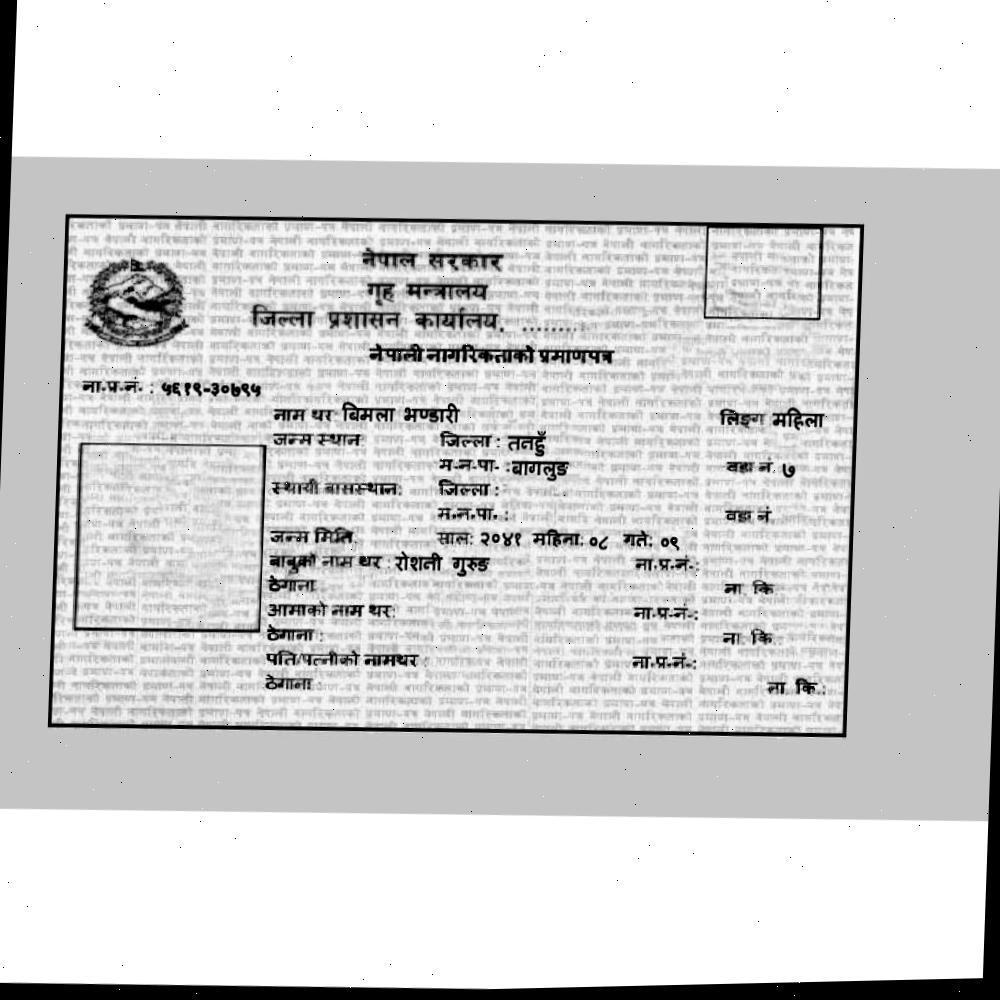 नेपाल सरकार
गृह मन्त्रालय
जिल्ला प्रशासन कार्यालय, ..........
नेपाली नागरिकताको प्रमाणपत्र
ना.प्र.नं. : ५६१९-३०७९५
नाम थर बिमला भण्डारी लिङ्ग महिला
जन्म स्थान: जिल्ला : तनहुँ
म.न.पा. : बागलुङ वडा नं. ७
स्थायी बासस्थान: जिल्ला :
म.न.पा. : वडा नं
जन्म मिति: साल: २०४१ महिना: ०८ गते: ०९
बाबुको नाम थर : रोशनी गुरुङ ना.प्र.नं.:
ठेगाना ना. कि
आमाको नाम थर: ना.प्र.नं.:
ठेगाना : ना. कि.
पति/पत्नीको नामथर : ना.प्र.नं.:
ठेगाना : ना. कि.: